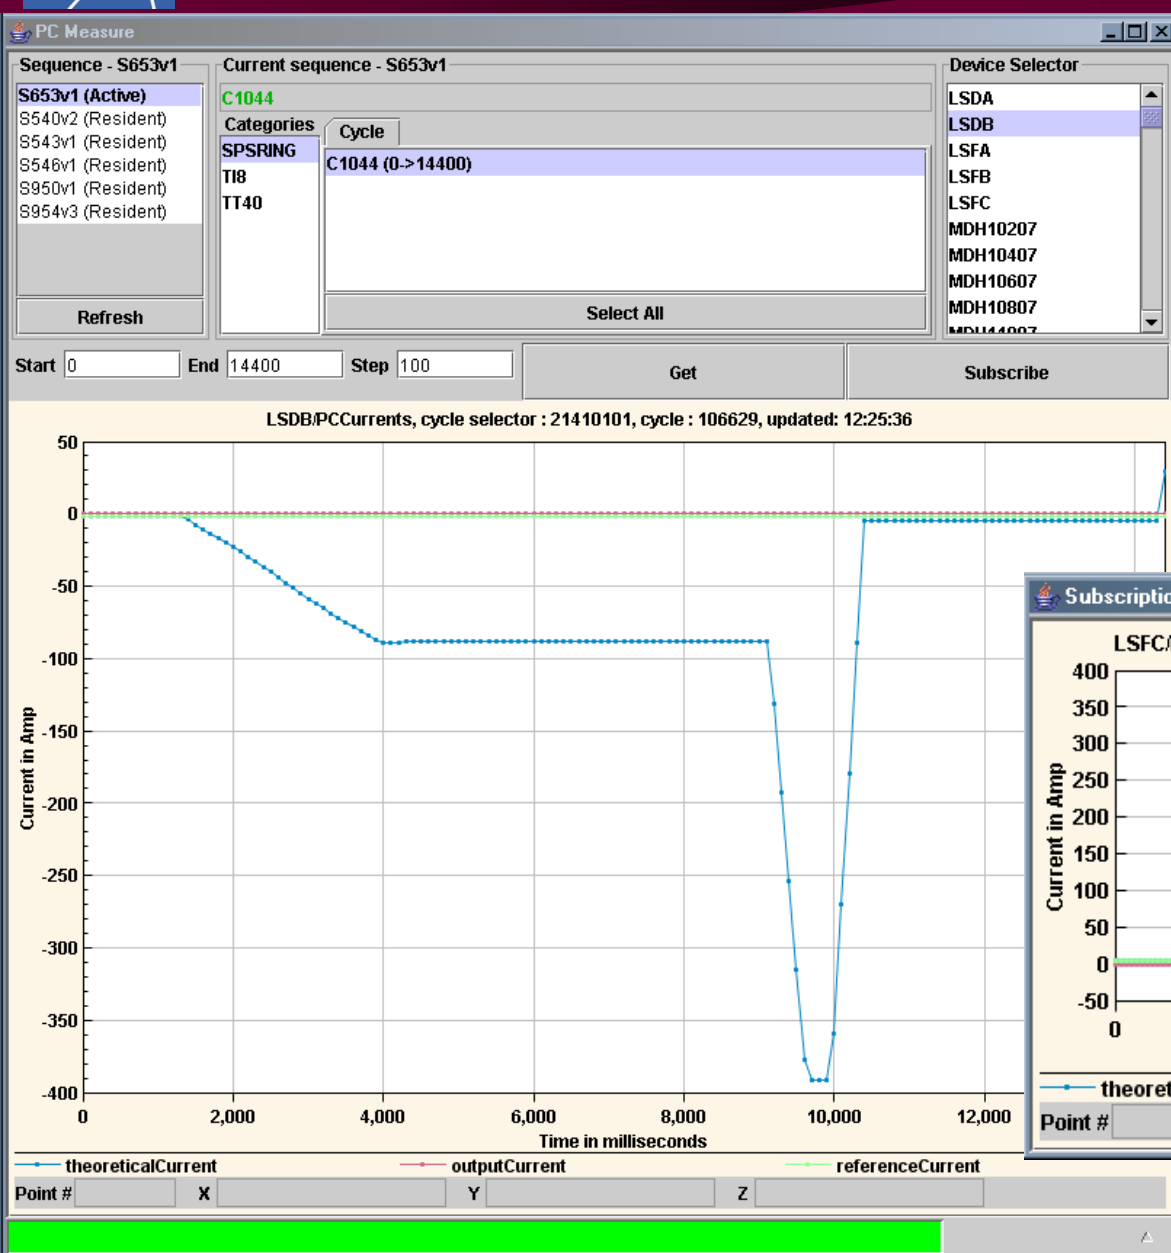 PC Measure
Sequence - S653v1
S653v1 (Active)
S540v2 (Resident)
S543v1 (Resident)
S546v1 (Resident)
S950v1 (Resident)
S954v3 (Resident)
Refresh
Current sequence - S653v1
C1044
Categories
SPSRING
TI8
TT40
Cycle
C1044 (0->14400)
Select All
Device Selector
LSDA
LSDB
LSFA
LSFB
LSFC
MDH10207
MDH10407
MDH10607
MDH10807
Start 0 End 14400 Step 100 Get Subscribe
LSDB/PCCurrents, cycle selector : 21410101, cycle : 106629, updated: 12:25:36
50
0
-50
-100
-150
-200
-250
-300
-350
-400
Current in Amp
0 2,000 4,000 6,000 8,000 10,000 12,000
Time in milliseconds
theoreticalCurrent outputCurrent referenceCurrent
Point # X Y Z
Subscriptio
LSFC/
400
350
300
250
200
150
100
50
0
-50
Current in Amp
0
theoret
Point #